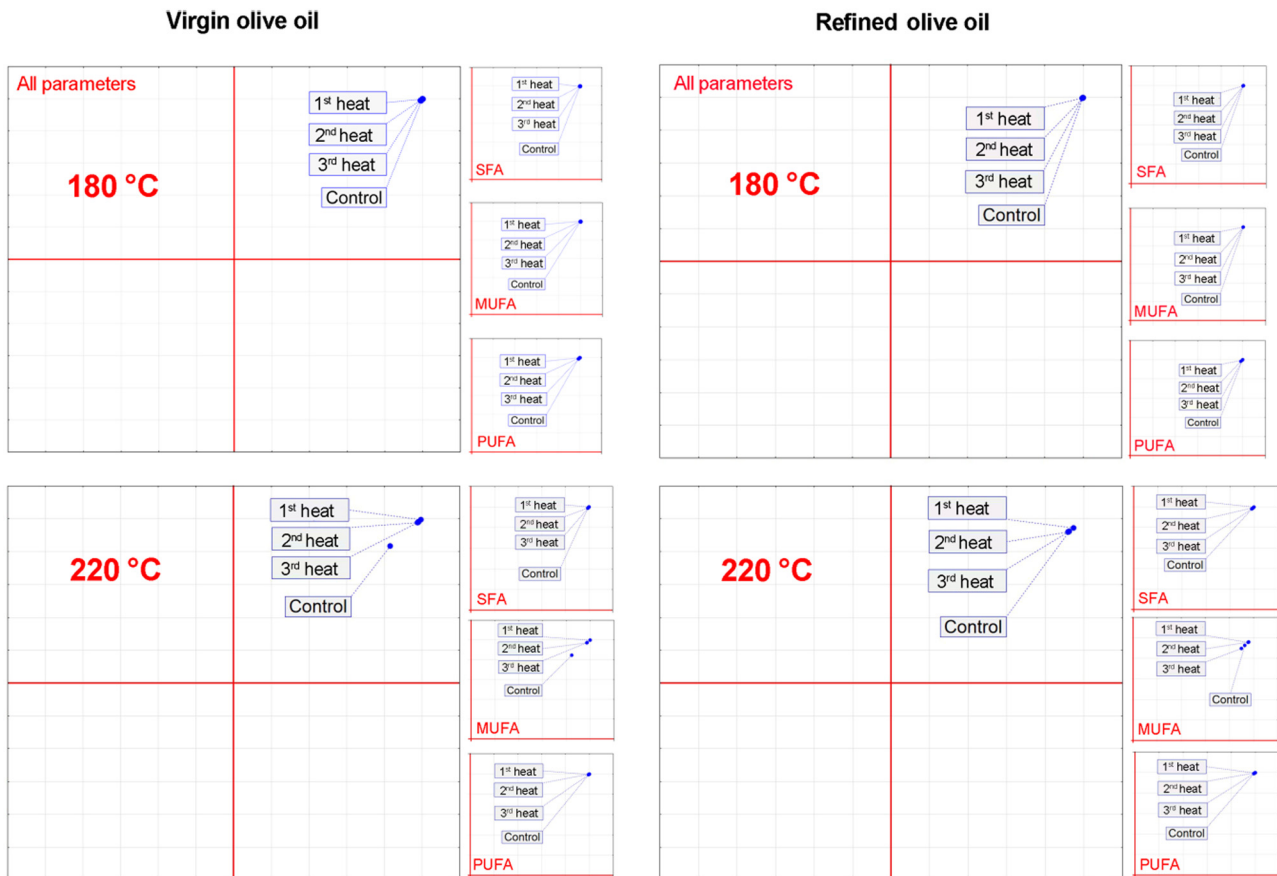 Virgin olive oil
Refined olive oil
All parameters
180 °C
1st heat
2nd heat
3rd heat
Control
1st heat
2nd heat
3rd heat
Control
SFA
1st heat
2nd heat
3rd heat
Control
MUFA
1st heat
2nd heat
3rd heat
Control
PUFA
All parameters
180 °C
1st heat
2nd heat
3rd heat
Control
1st heat
2nd heat
3rd heat
Control
SFA
1st heat
2nd heat
3rd heat
Control
MUFA
1st heat
2nd heat
3rd heat
Control
PUFA
220 °C
1st heat
2nd heat
3rd heat
Control
1st heat
2nd heat
3rd heat
Control
SFA
1st heat
2nd heat
3rd heat
Control
MUFA
1st heat
2nd heat
3rd heat
Control
PUFA
220 °C
1st heat
2nd heat
3rd heat
Control
1st heat
2nd heat
3rd heat
Control
SFA
1st heat
2nd heat
3rd heat
Control
MUFA
1st heat
2nd heat
3rd heat
Control
PUFA